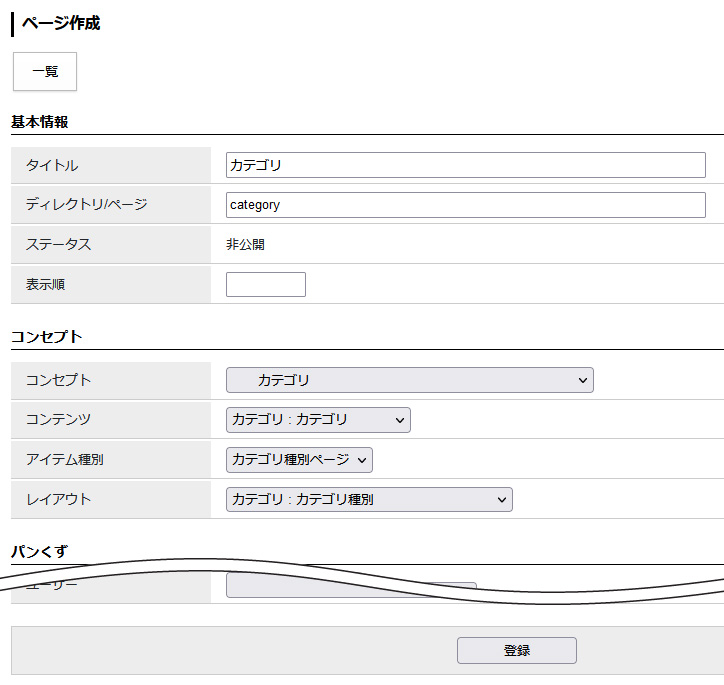 ページ作成
一覧
基本情報
タイトル カテゴリ
ディレクトリ/ページ category
ステータス 非公開
表示順
コンセプト
コンセプト カテゴリ
コンテンツ カテゴリ：カテゴリ
アイテム種別 カテゴリ種別ページ
レイアウト カテゴリ：カテゴリ種別
パンくず
ユーザー
登録